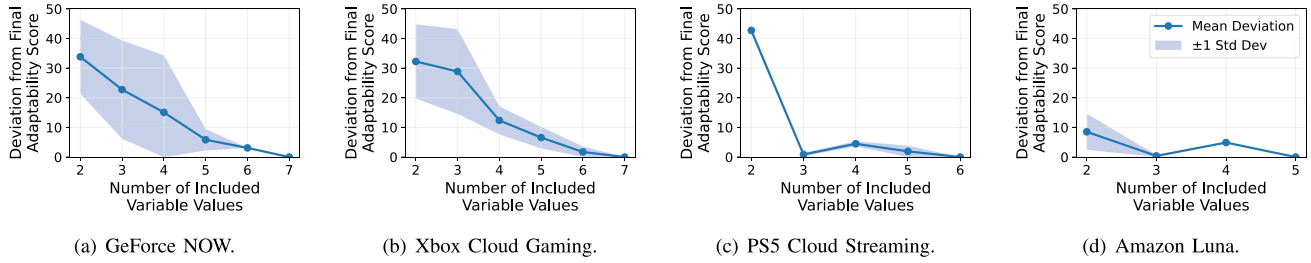 Deviation from Final
Adaptability Score
50
40
30
20
10
0
2 3 4 5 6 7
Number of Included
Variable Values
(a) GeForce NOW.
Deviation from Final
Adaptability Score
50
40
30
20
10
0
2 3 4 5 6 7
Number of Included
Variable Values
(b) Xbox Cloud Gaming.
Deviation from Final
Adaptability Score
50
40
30
20
10
0
2 3 4 5 6
Number of Included
Variable Values
(c) PS5 Cloud Streaming.
Deviation from Final
Adaptability Score
50
40
30
20
10
0
Mean Deviation
±1 Std Dev
2 3 4 5
Number of Included
Variable Values
(d) Amazon Luna.